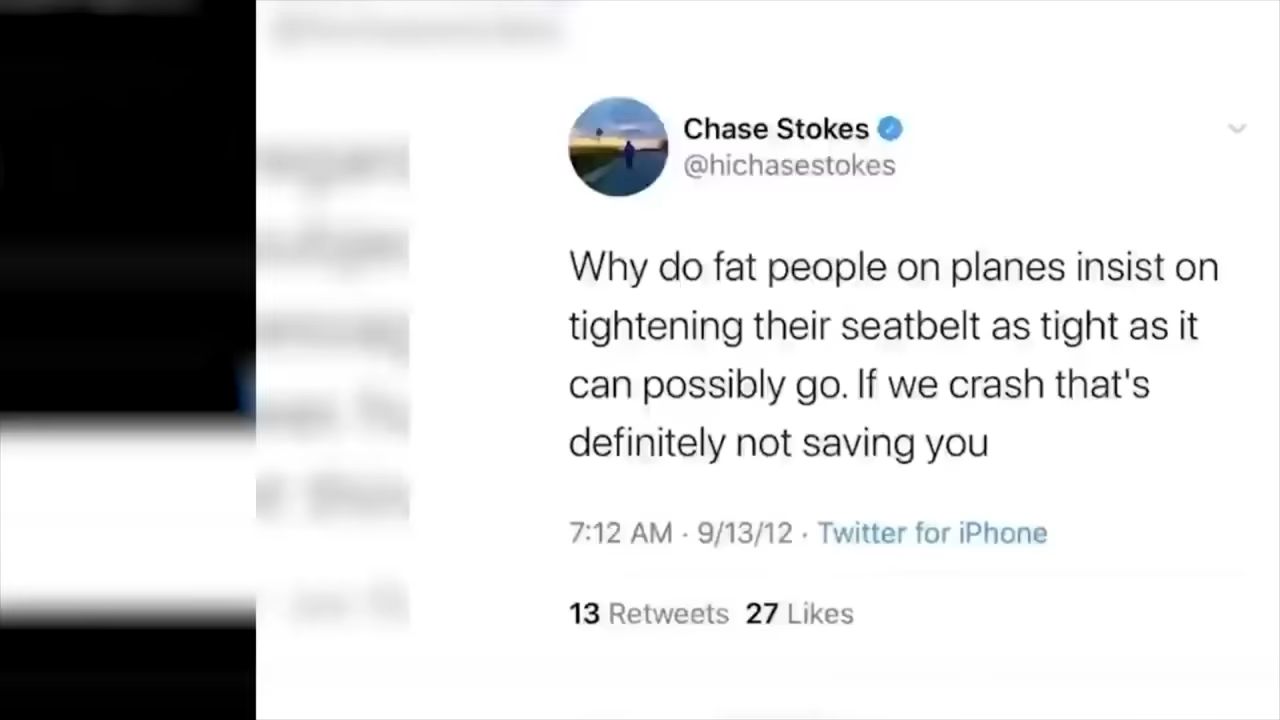 Chase Stokes
@hichasestokes
Why do fat people on planes insist on
tightening their seatbelt as tight as it
can possibly go. If we crash that's
definitely not saving you
7:12 AM · 9/13/12 · Twitter for iPhone
13 Retweets 27 Likes